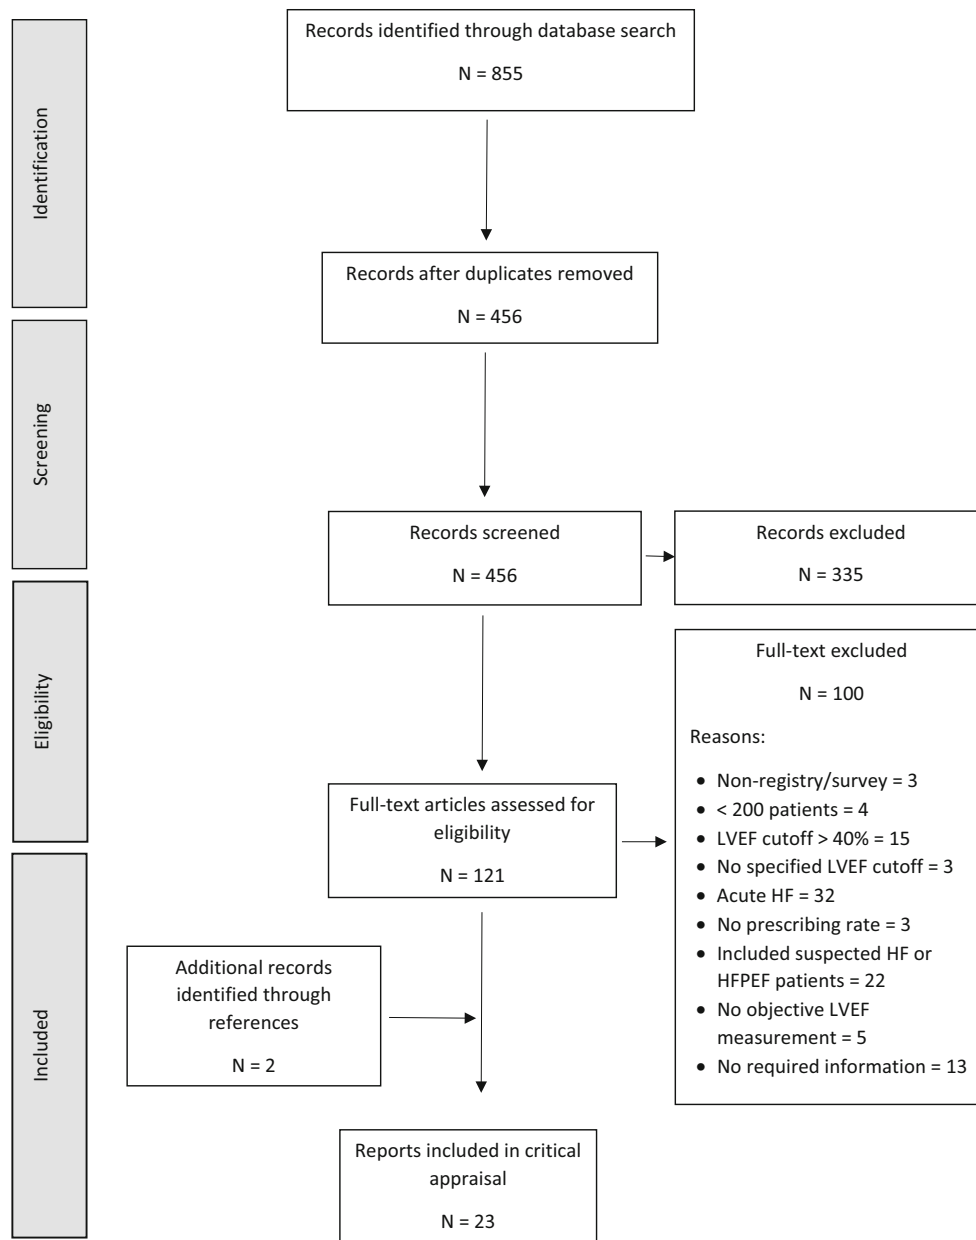 Identification
Records identified through database search
N = 855
Records after duplicates removed
N = 456
Screening
Records screened
N = 456
Records excluded
N = 335
Eligibility
Full-text articles assessed for
eligibility
N = 121
Full-text excluded
N = 100
Reasons:
• Non-registry/survey = 3
• < 200 patients = 4
• LVEF cutoff > 40% = 15
• No specified LVEF cutoff = 3
• Acute HF = 32
• No prescribing rate = 3
• Included suspected HF or
HFPEF patients = 22
• No objective LVEF
measurement = 5
• No required information = 13
Included
Additional records
identified through
references
N = 2
Reports included in critical
appraisal
N = 23